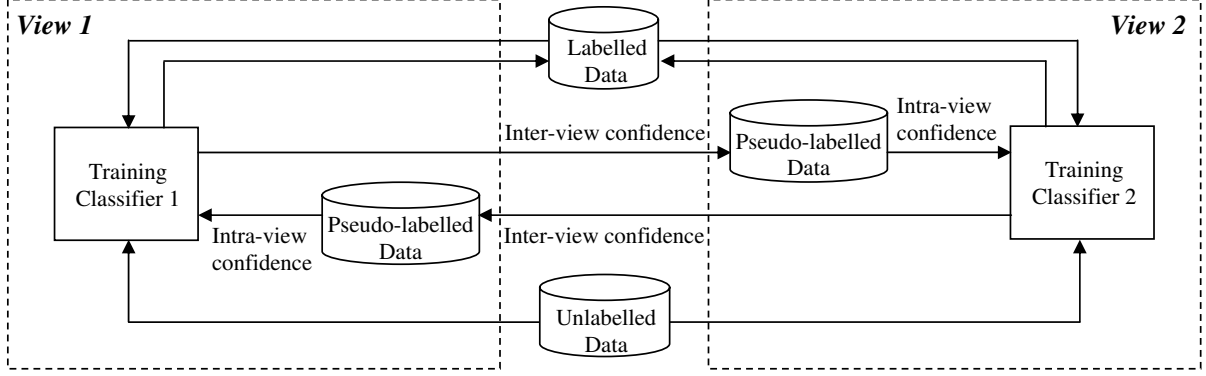 View 1
View 2
Labelled
Data
Inter-view confidence
Pseudo-labelled
Data
Intra-view
confidence
Training
Classifier 1
Training
Classifier 2
Intra-view
confidence
Pseudo-labelled
Data
Inter-view confidence
Unlabelled
Data